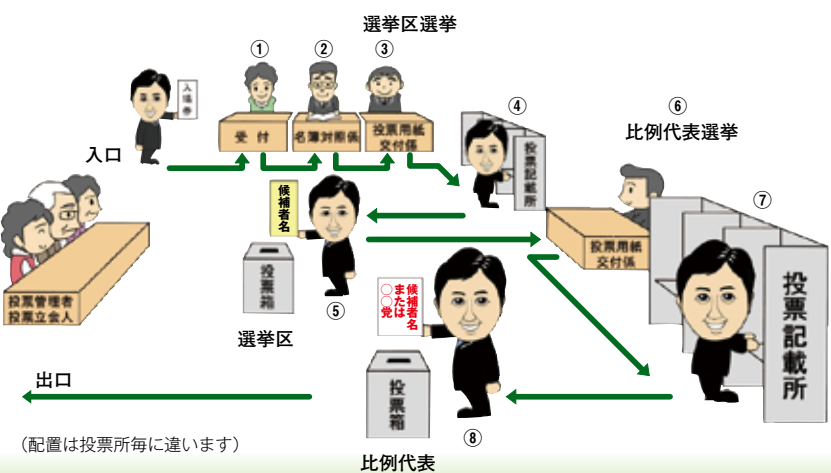 選挙区選挙
①
②
③
入場券
受付
名簿対照係
投票用紙
交付係
入口
④
投票記載所
⑥
比例代表選挙
投票用紙
交付係
⑦
投票記載所
候補者名
投票箱
⑤
選挙区
投票管理者
投票立会人
候補者名
または
○○党
投票箱
⑧
比例代表
出口
（配置は投票所毎に違います）